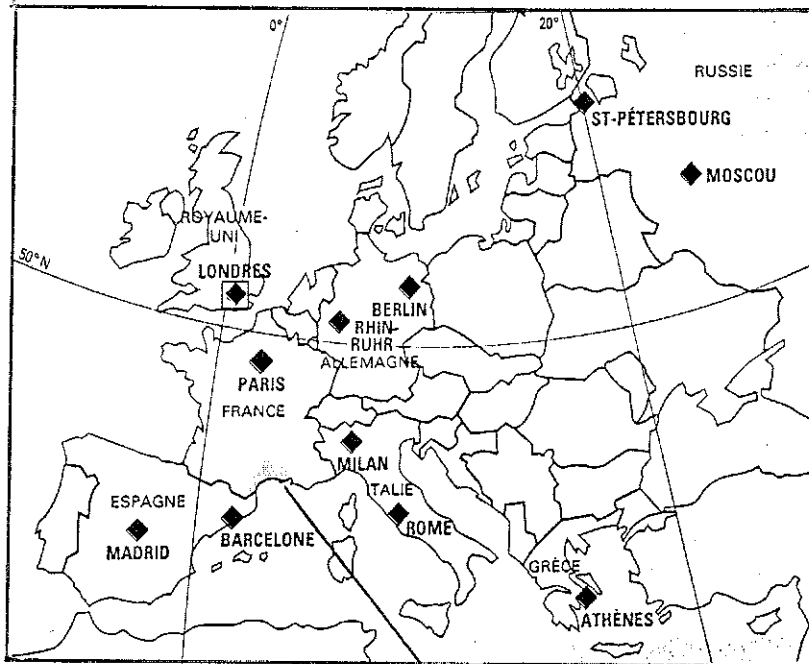 0°
20°
RUSSIE
ST-PÉTERSBOURG
MOSCOU
ROYAUME-
UNI
50°N
LONDRES
BERLIN
RHIN-
RUHR
ALLEMAGNE
PARIS
FRANCE
MILAN
ESPAGNE
ITALIE
MADRID
BARCELONE
ROME
GRÈCE
ATHÈNES